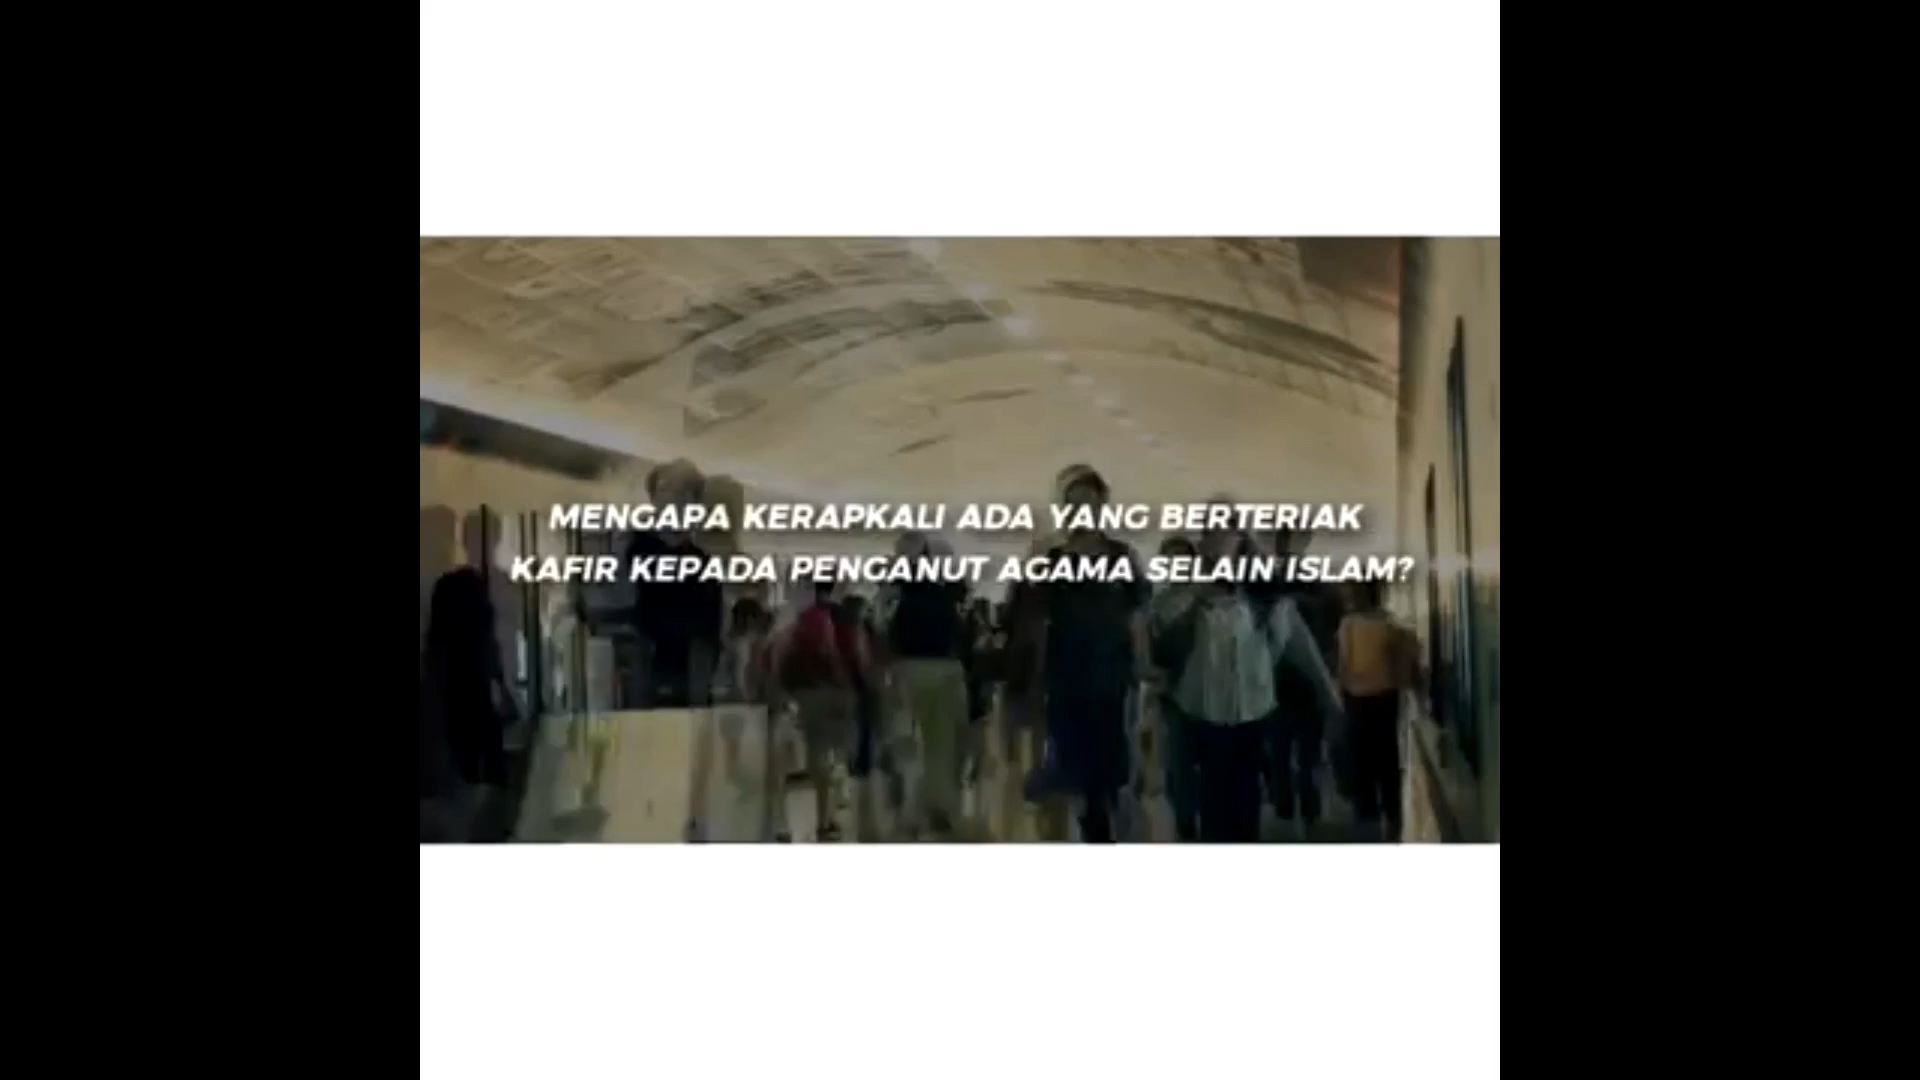 MENGAPA KERAPKALI ADA YANG BERTERIAK
KAFIR KEPADA PENGANUT AGAMA SELAIN ISLAM?